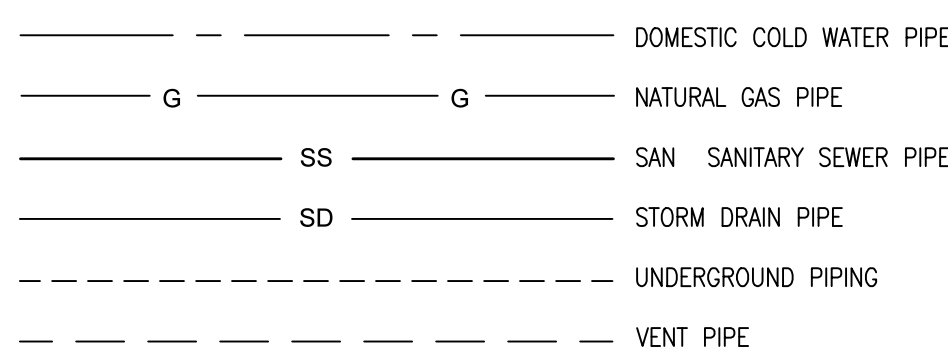 DOMESTIC COLD WATER PIPE
G G NATURAL GAS PIPE
SS SAN SANITARY SEWER PIPE
SD STORM DRAIN PIPE
UNDERGROUND PIPING
VENT PIPE